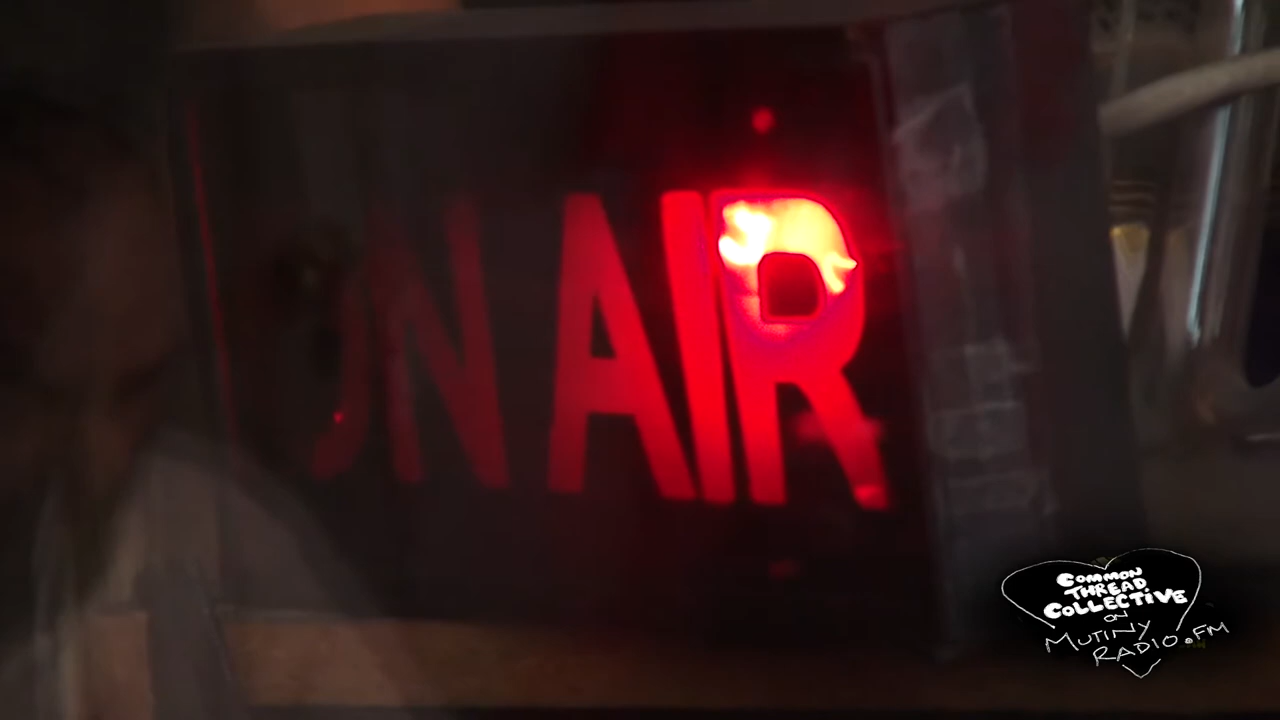 ON AIR
COMMON
THREAD
COLLECTIVE
ON
MUTINY
RADIO.FM